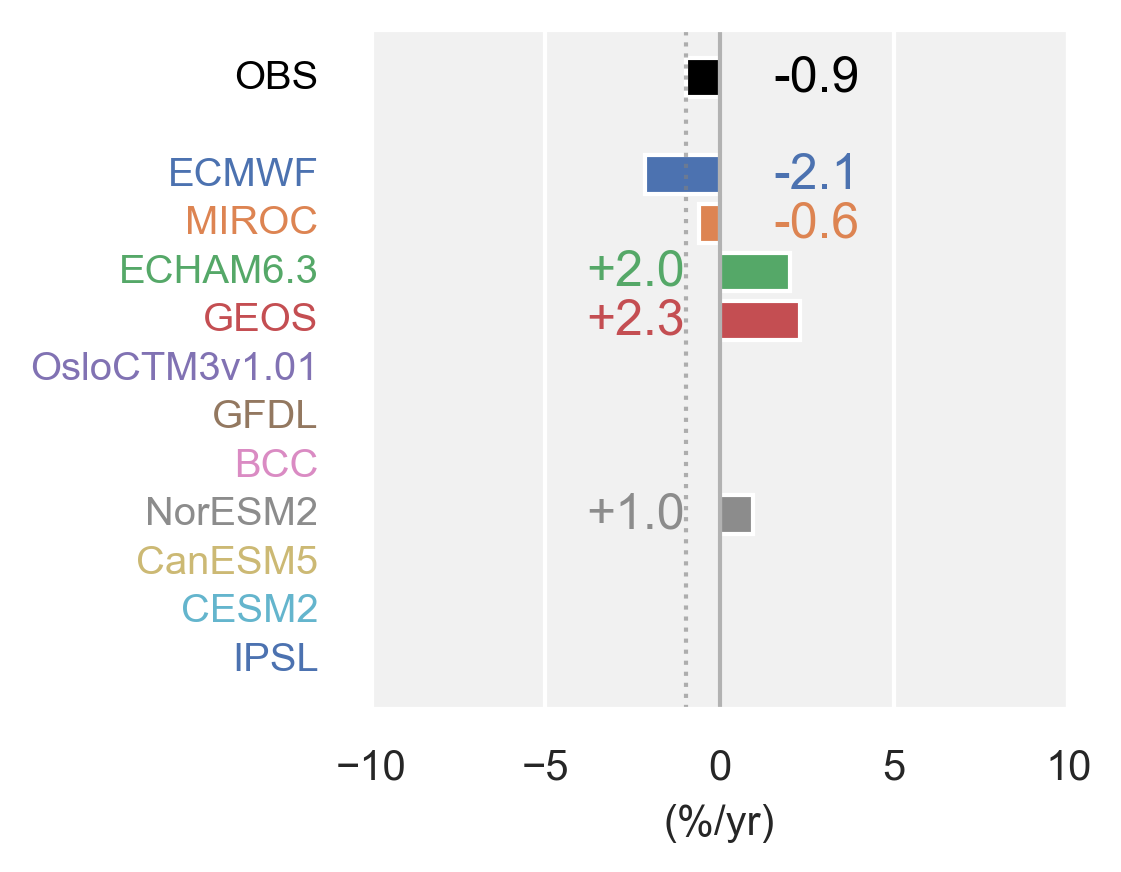 OBS -0.9
ECMWF -2.1
MIROC -0.6
ECHAM6.3 +2.0
GEOS +2.3
OsloCTM3v1.01
GFDL
BCC
NorESM2 +1.0
CanESM5
CESM2
IPSL
−10 −5 0 5 10
(%/yr)